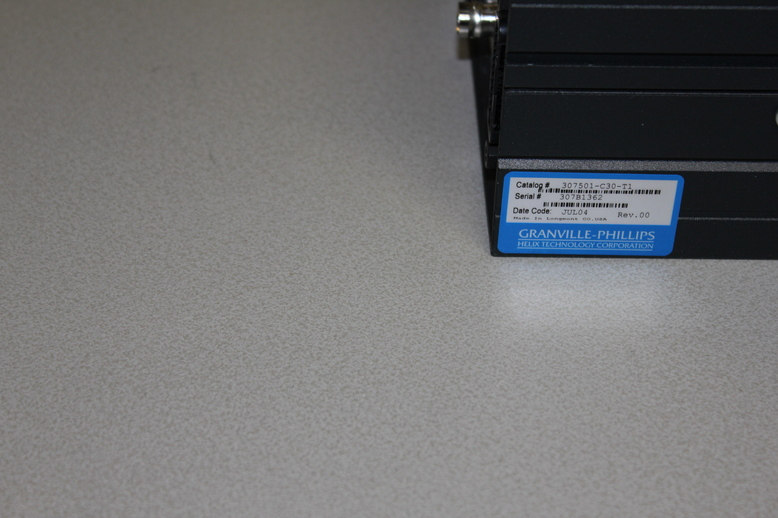 Catalog # 307501-C30-T1
Serial # 307B1362
Date Code: JUL04 Rev.00
Made in Longmont CO.USA
GRANVILLE-PHILLIPS
HELIX TECHNOLOGY CORPORATION